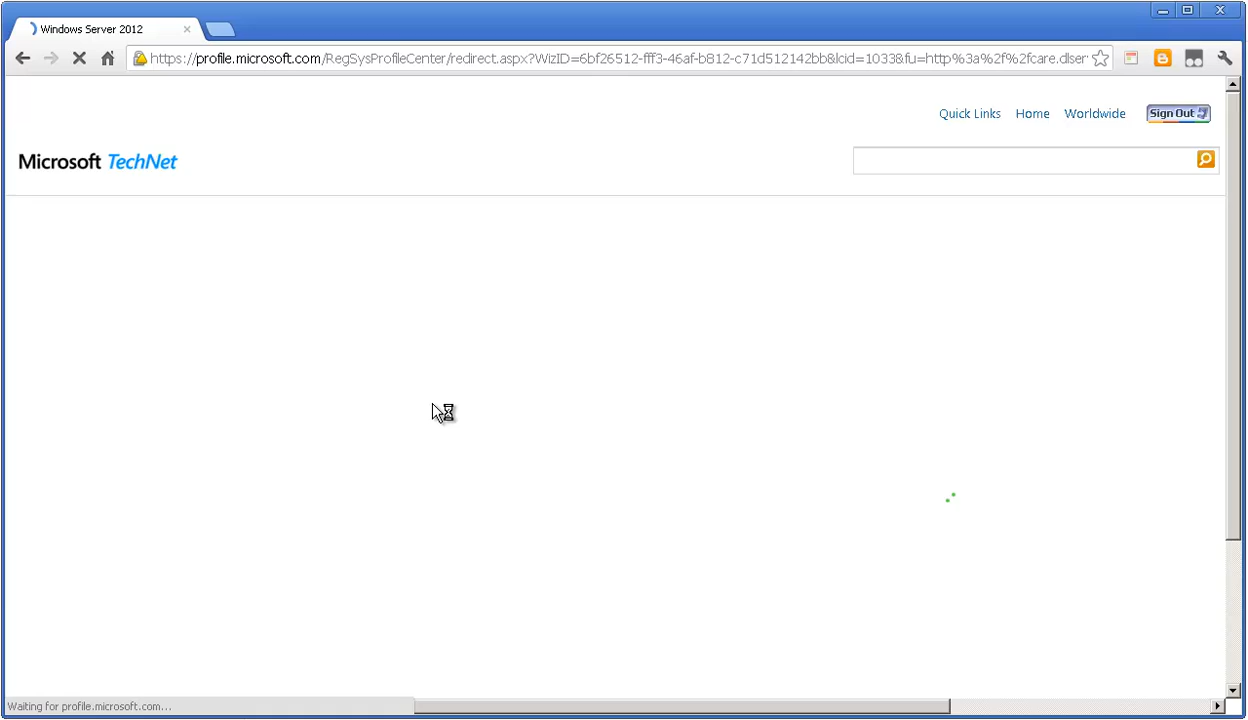 Windows Server 2012
https://profile.microsoft.com/RegSysProfileCenter/redirect.aspx?WizID=6bf26512-fff3-46af-b812-c71d512142bb&lcid=1033&fu=http%3a%2f%2fcare.dlser
Quick Links Home Worldwide Sign Out
Microsoft TechNet
Waiting for profile.microsoft.com...